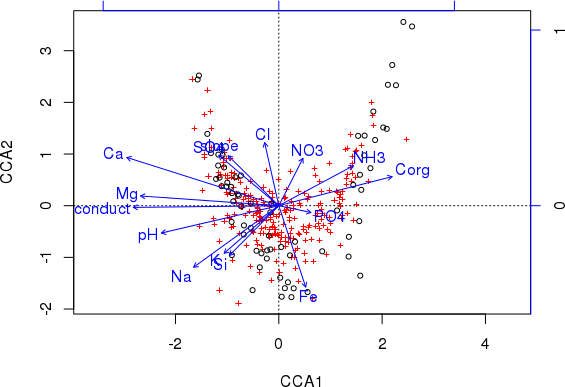 CCA2
3
2
1
0
-1
-2
-2
0
2
4
CCA1
1
0
Cl
slope
SO4
NO3
Ca
NH3
Corg
Mg
conduct
PO4
pH
K
Si
Na
Fe